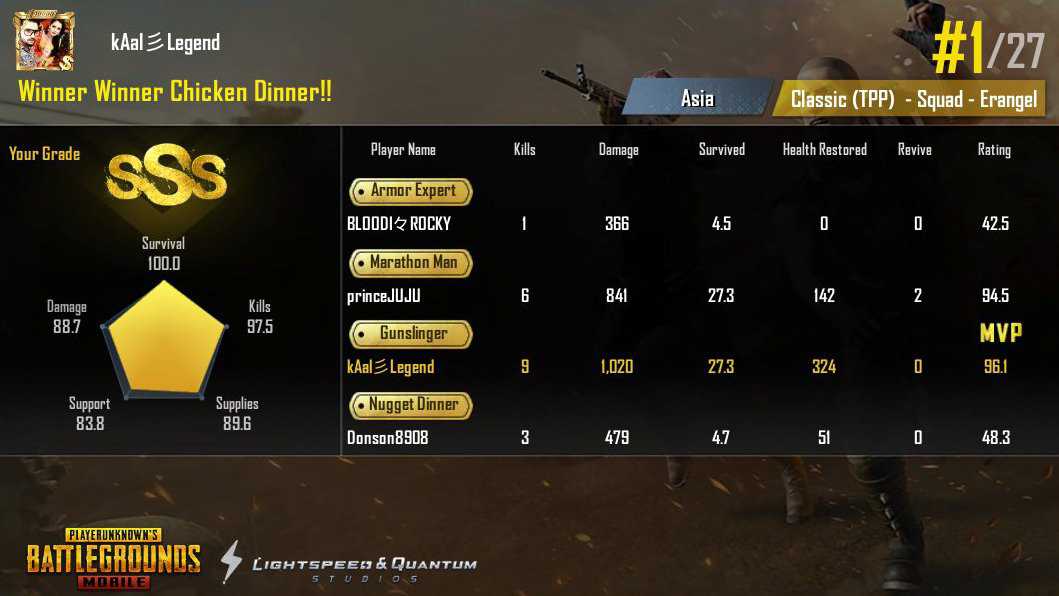 kAal彡Legend
#1/27
Winner Winner Chicken Dinner!!
Asia
Classic (TPP) - Squad - Erangel
Your Grade
SSS
Survival
100.0
Damage
88.7
Kills
97.5
Support
83.8
Supplies
89.6
Player Name Kills Damage Survived Health Restored Revive Rating
• Armor Expert
BLOODI々ROCKY 1 366 4.5 0 0 42.5
• Marathon Man
princeJUJU 6 841 27.3 142 2 94.5
• Gunslinger MVP
kAal彡Legend 9 1,020 27.3 324 0 96.1
• Nugget Dinner
Donson8908 3 479 4.7 51 0 48.3
PLAYERUNKNOWN'S
BATTLEGROUNDS
MOBILE
LIGHTSPEED & QUANTUM
STUDIOS